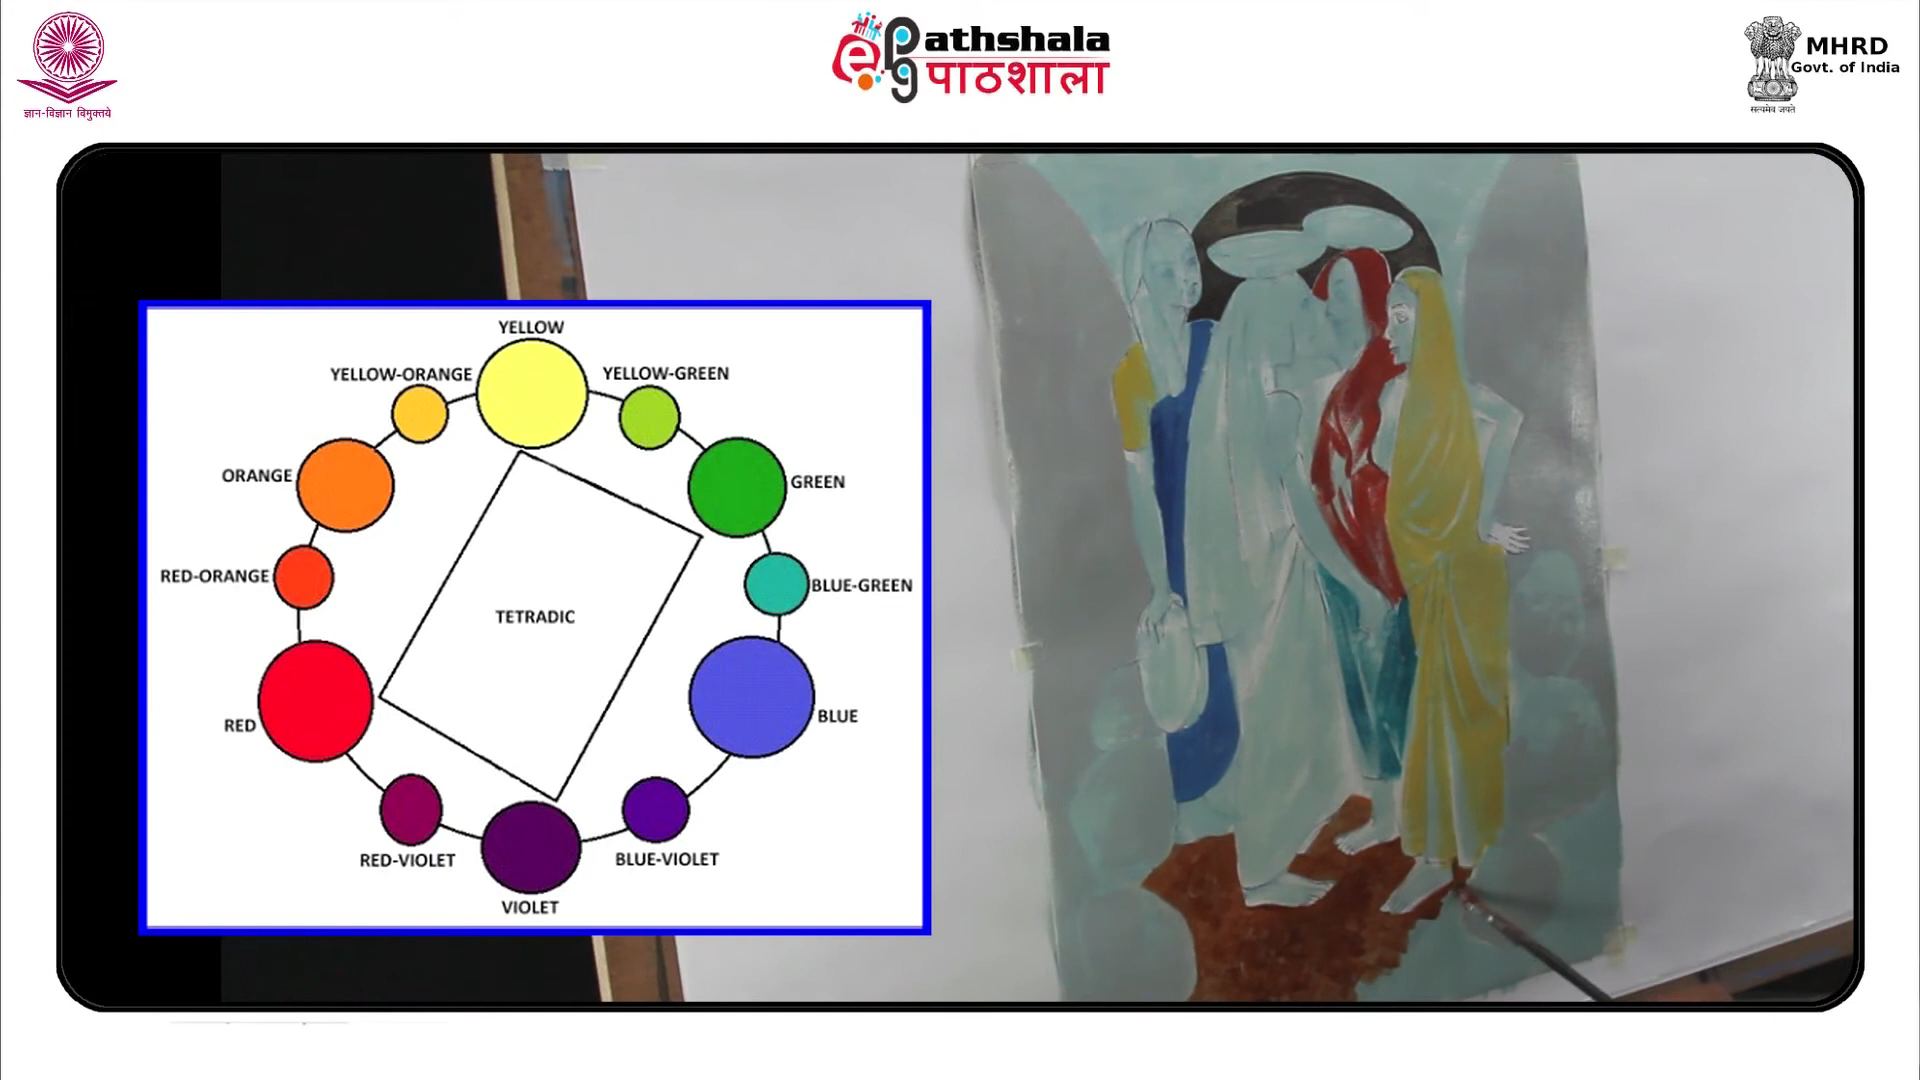 ज्ञान-विज्ञान विमुक्तये
ePathshala
पाठशाला
MHRD
Govt. of India
सत्यमेव जयते
YELLOW
YELLOW-ORANGE
YELLOW-GREEN
ORANGE
GREEN
RED-ORANGE
BLUE-GREEN
TETRADIC
RED
BLUE
RED-VIOLET
BLUE-VIOLET
VIOLET